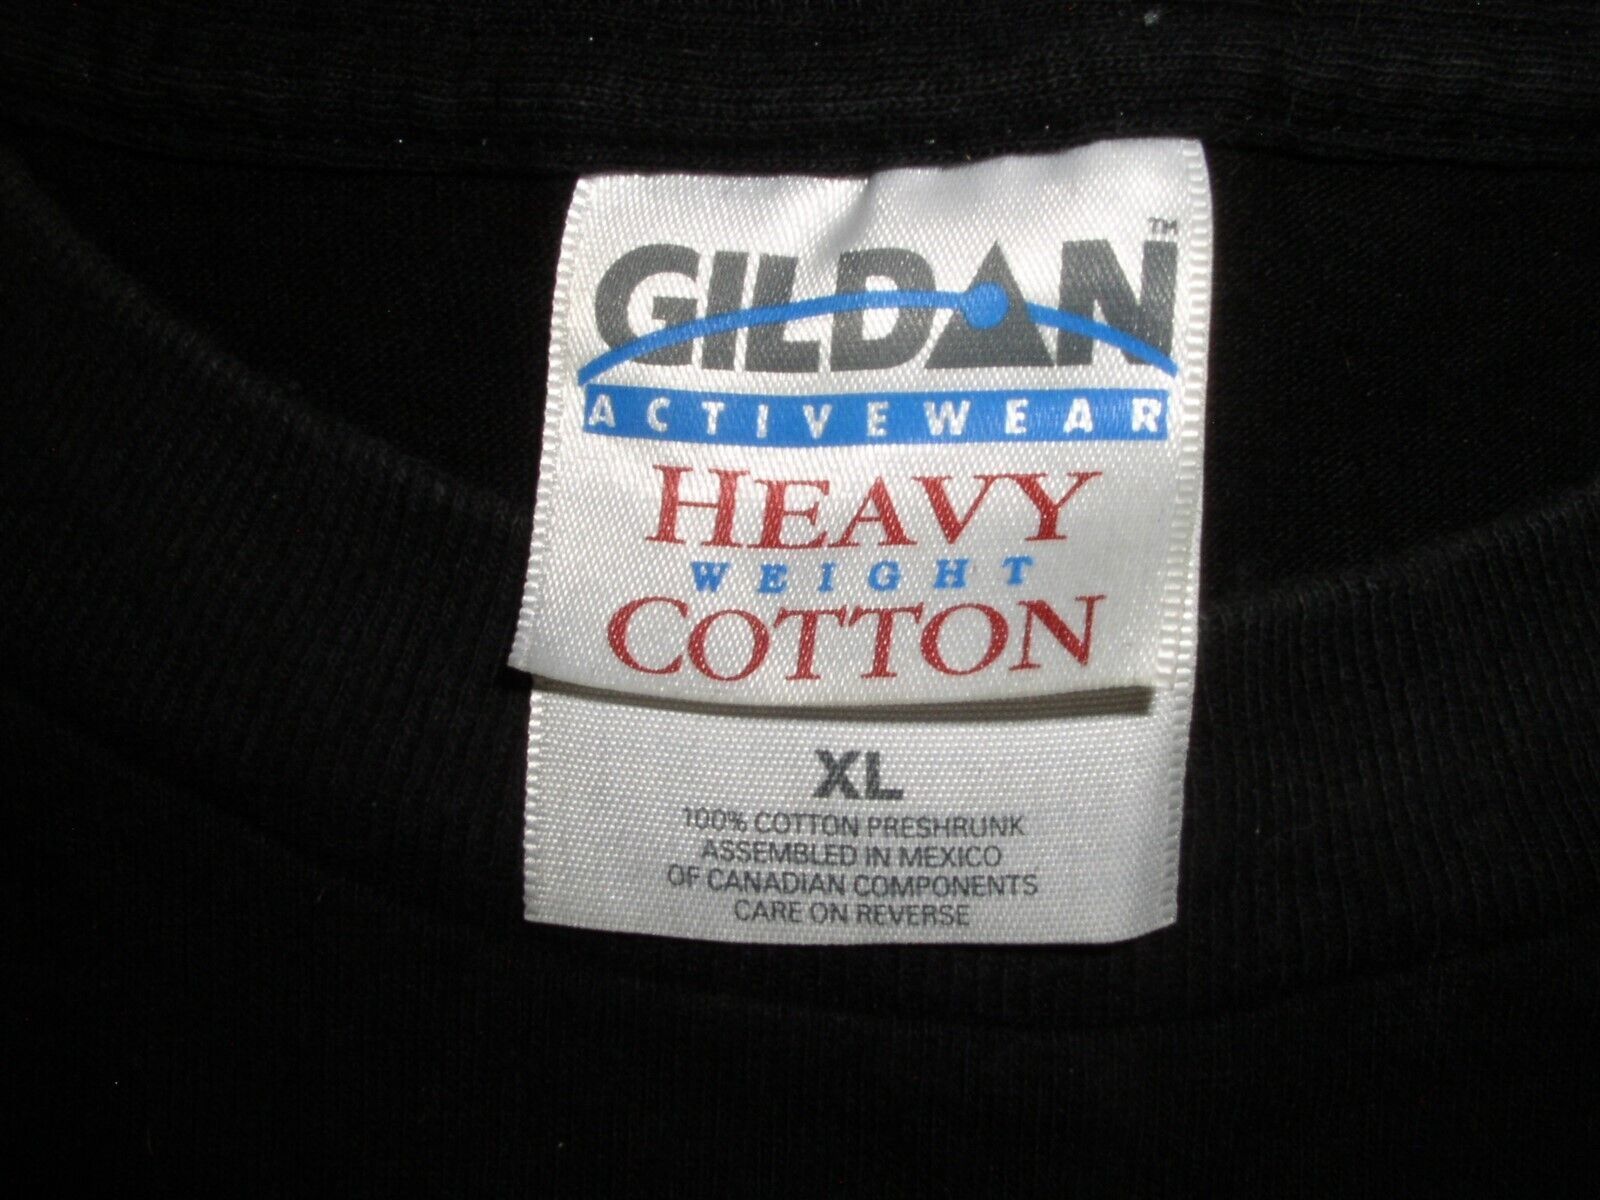 GILDAN™
ACTIVEWEAR
HEAVY
WEIGHT
COTTON
XL
100% COTTON PRESHRUNK
ASSEMBLED IN MEXICO
OF CANADIAN COMPONENTS
CARE ON REVERSE